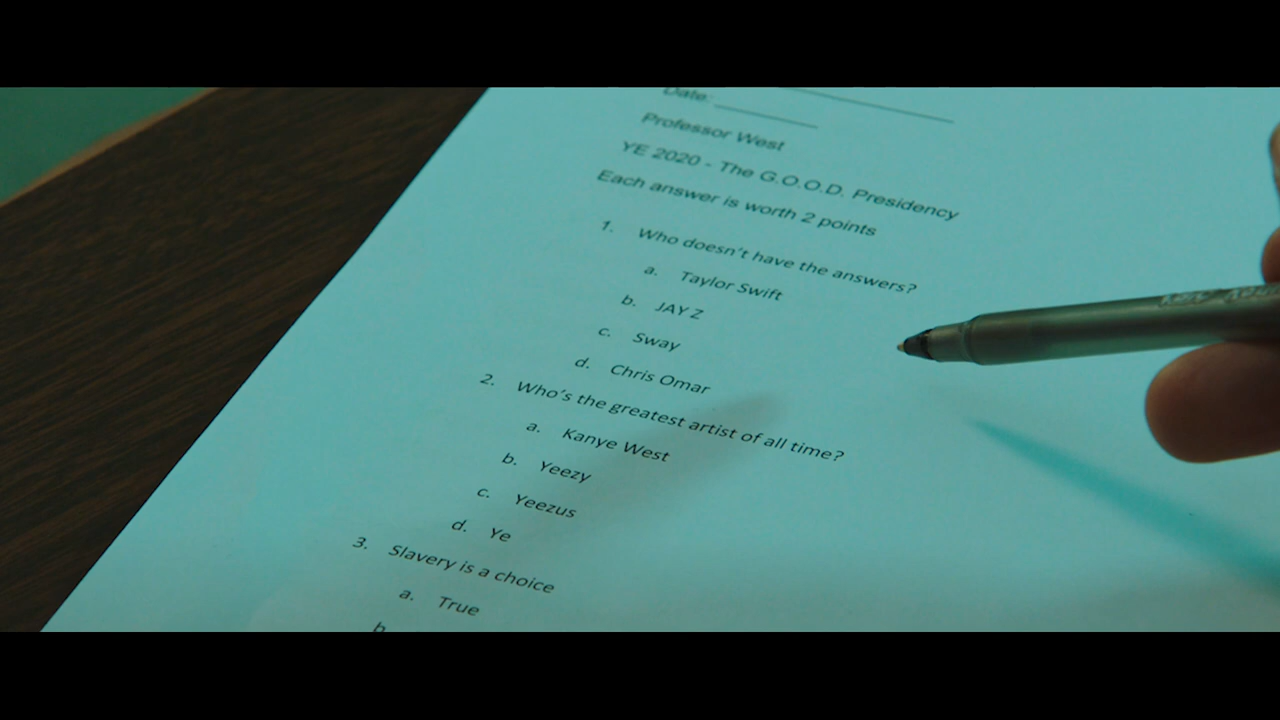 Date:
Professor West
YE 2020 - The G.O.O.D. Presidency
Each answer is worth 2 points
1. Who doesn't have the answers?
a. Taylor Swift
b. JAY Z
c. Sway
d. Chris Omar
2. Who's the greatest artist of all time?
a. Kanye West
b. Yeezy
c. Yeezus
d. Ye
3. Slavery is a choice
a. True
b.